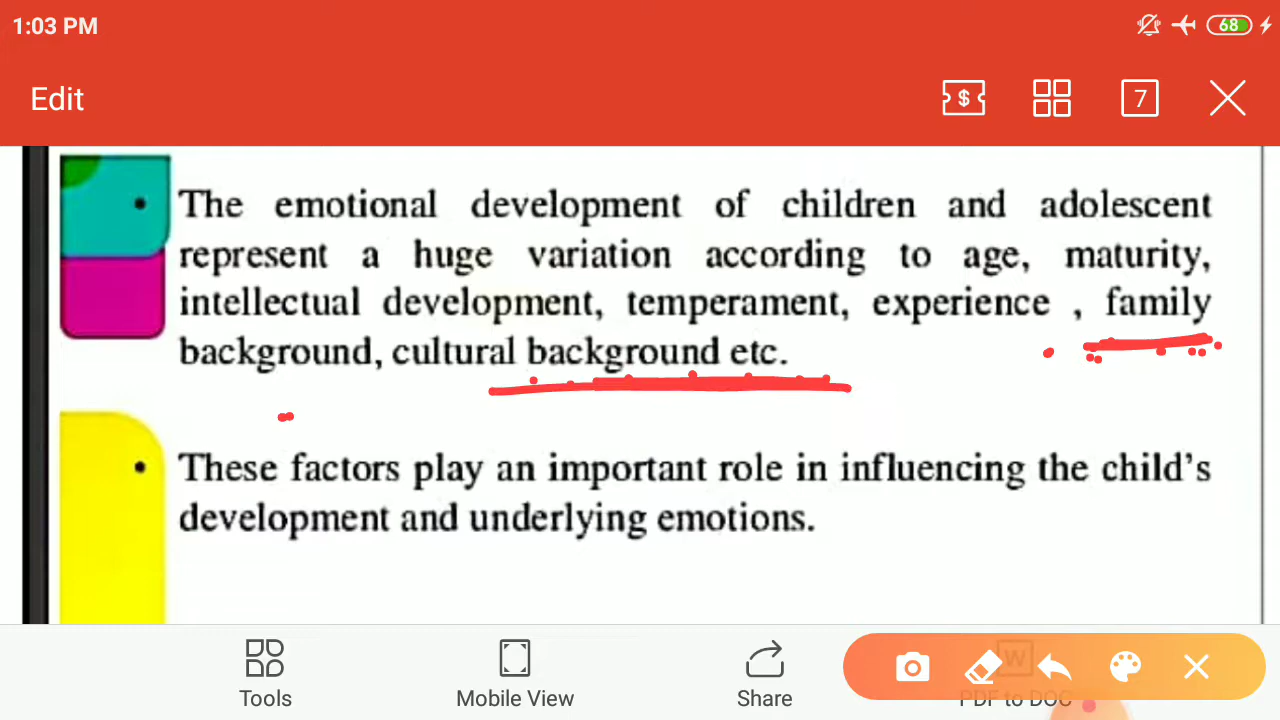 1:03 PM
68
Edit
$
7
• The emotional development of children and adolescent
represent a huge variation according to age, maturity,
intellectual development, temperament, experience , family
background, cultural background etc.
• These factors play an important role in influencing the child's
development and underlying emotions.
Tools
Mobile View
Share
W
PDF to DOC